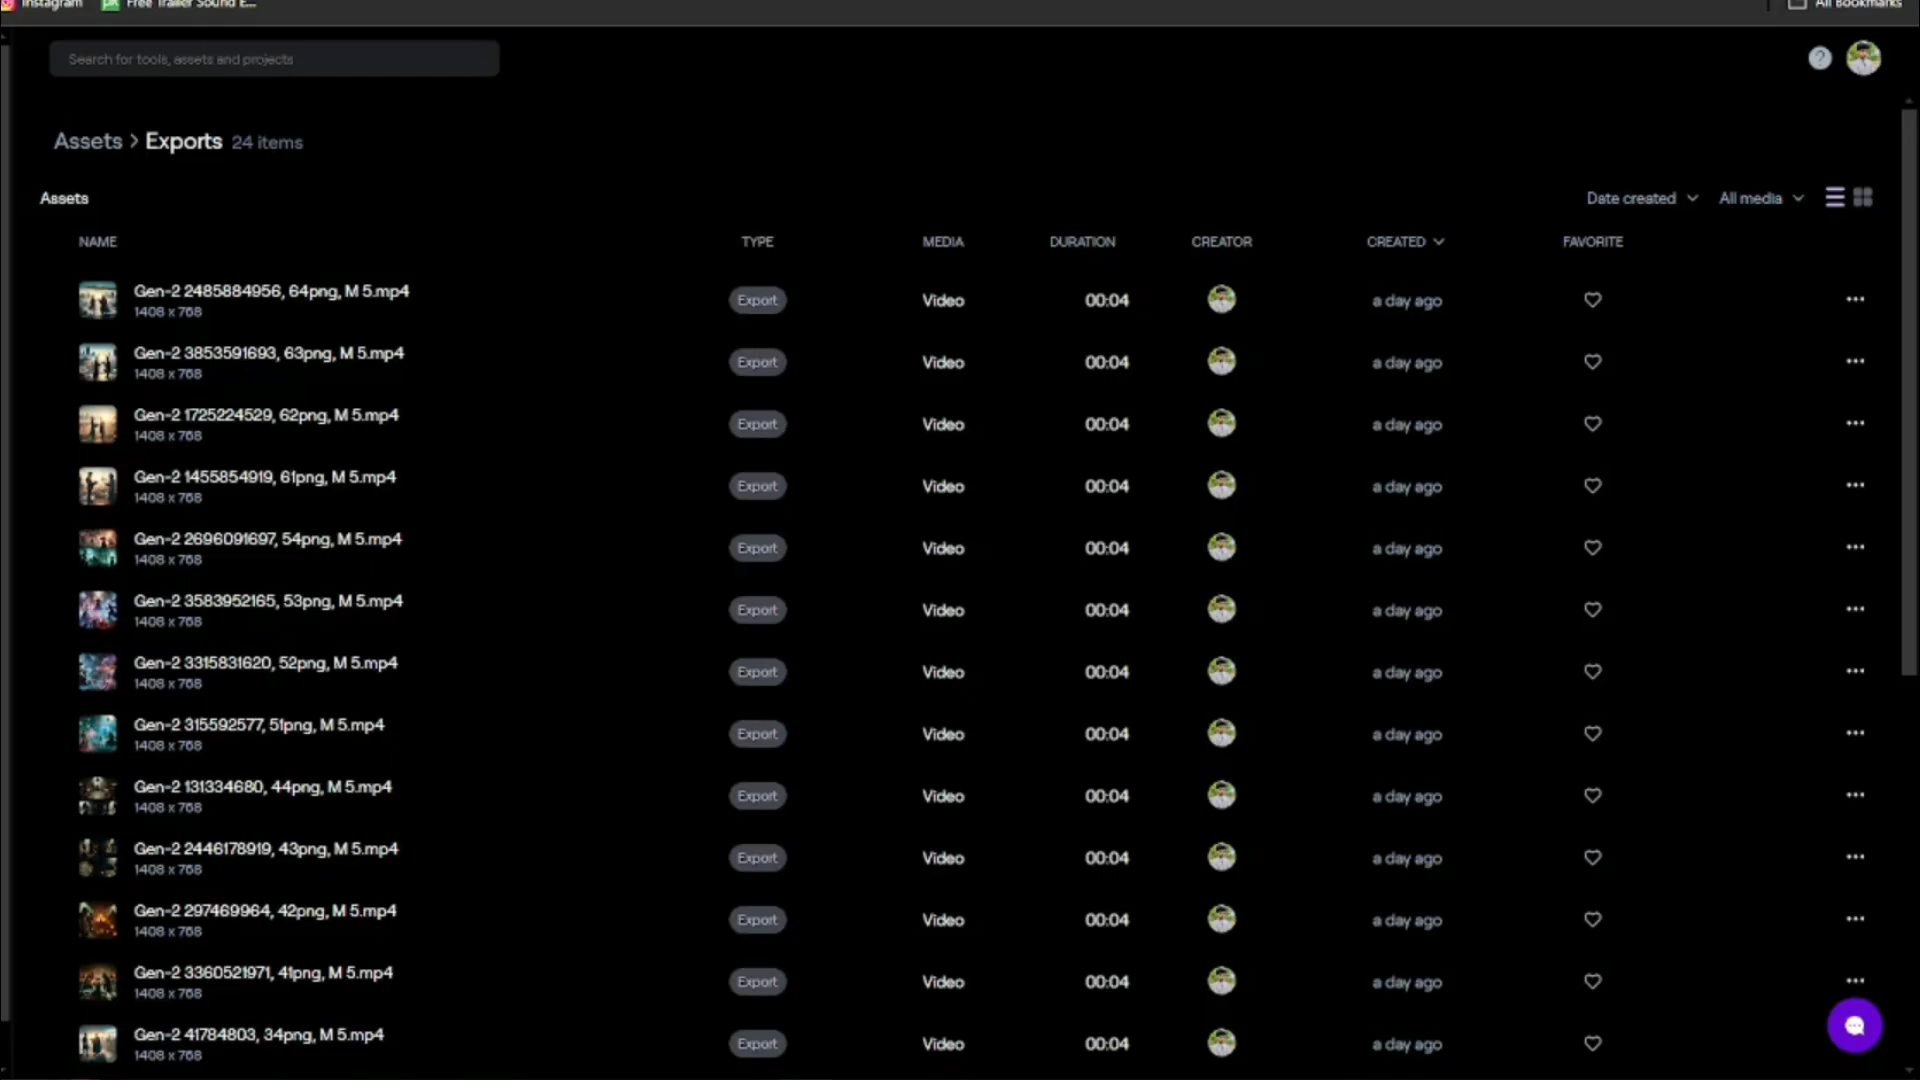 Instagram Free Trailer Sound E... All Bookmarks
Search for tools, assets and projects ?
Assets > Exports 24 items
Assets Date created All media
NAME TYPE MEDIA DURATION CREATOR CREATED FAVORITE
Gen-2 2485884956, 64png, M 5.mp4
1408 x 768 Export Video 00:04 a day ago
Gen-2 3853591693, 63png, M 5.mp4
1408 x 768 Export Video 00:04 a day ago
Gen-2 1725224529, 62png, M 5.mp4
1408 x 768 Export Video 00:04 a day ago
Gen-2 1455854919, 61png, M 5.mp4
1408 x 768 Export Video 00:04 a day ago
Gen-2 2696091697, 54png, M 5.mp4
1408 x 768 Export Video 00:04 a day ago
Gen-2 3583952165, 53png, M 5.mp4
1408 x 768 Export Video 00:04 a day ago
Gen-2 3315831620, 52png, M 5.mp4
1408 x 768 Export Video 00:04 a day ago
Gen-2 315592577, 51png, M 5.mp4
1408 x 768 Export Video 00:04 a day ago
Gen-2 131334680, 44png, M 5.mp4
1408 x 768 Export Video 00:04 a day ago
Gen-2 2446178919, 43png, M 5.mp4
1408 x 768 Export Video 00:04 a day ago
Gen-2 297469964, 42png, M 5.mp4
1408 x 768 Export Video 00:04 a day ago
Gen-2 3360521971, 41png, M 5.mp4
1408 x 768 Export Video 00:04 a day ago
Gen-2 41784803, 34png, M 5.mp4
1408 x 768 Export Video 00:04 a day ago